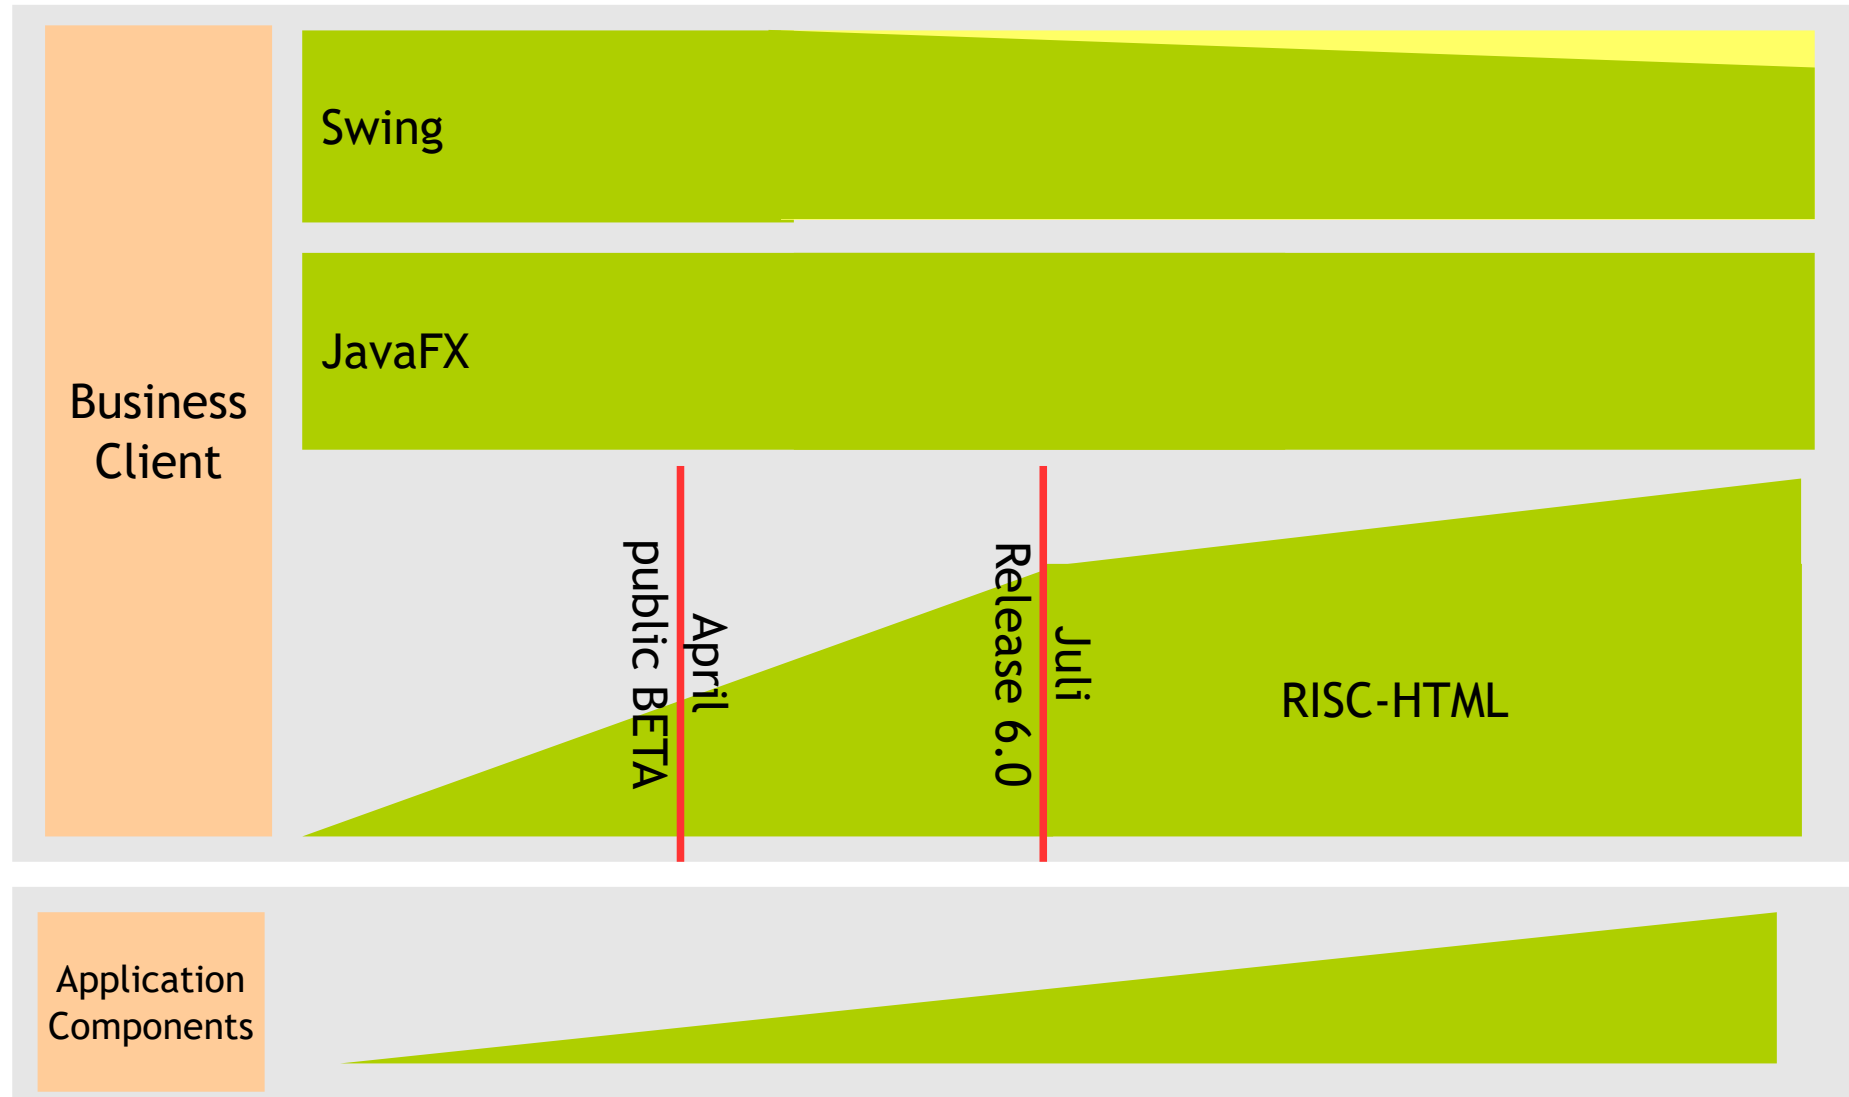 Swing
JavaFX
Business
Client
April
public BETA
Juli
Release 6.0
RISC-HTML
Application
Components